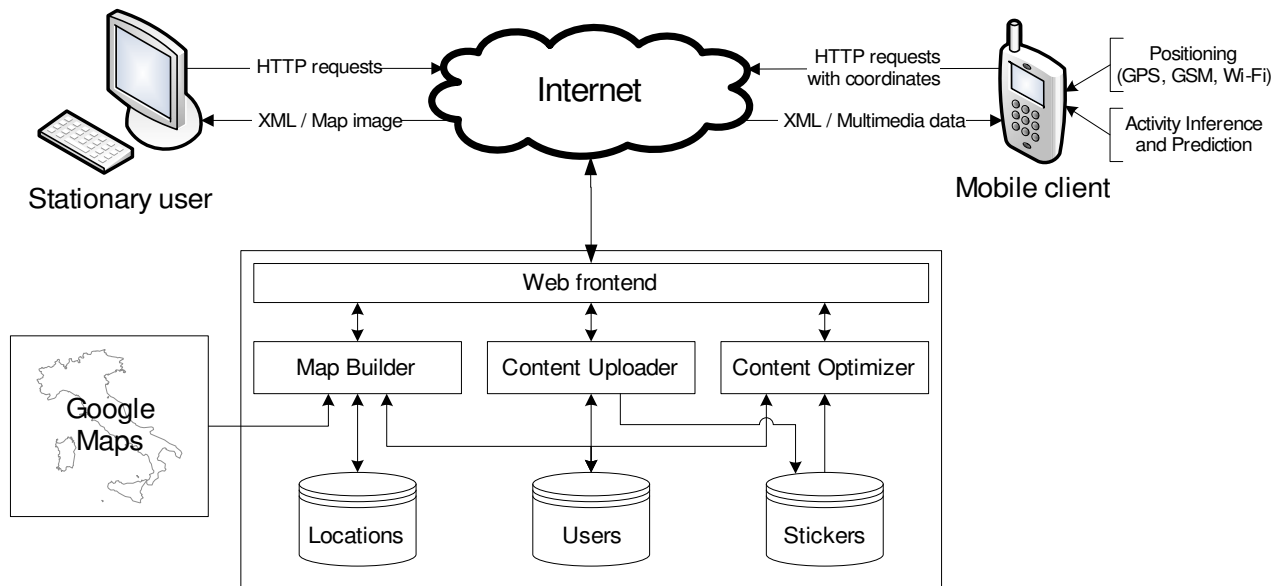 HTTP requests
XML / Map image
Stationary user
Internet
HTTP requests
with coordinates
XML / Multimedia data
Mobile client
Positioning
(GPS, GSM, Wi-Fi)
Activity Inference
and Prediction
Web frontend
Map Builder
Content Uploader
Content Optimizer
Google
Maps
Locations
Users
Stickers